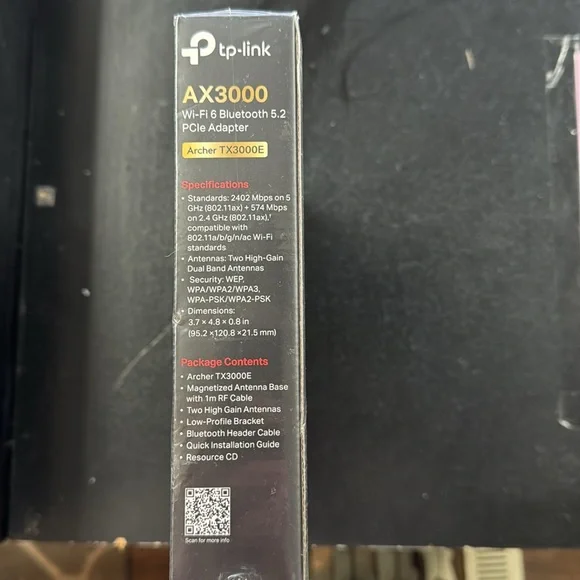 tp-link
AX3000
Wi-Fi 6 Bluetooth 5.2
PCIe Adapter
Archer TX3000E
Specifications
• Standards: 2402 Mbps on 5
GHz (802.11ax) + 574 Mbps
on 2.4 GHz (802.11ax),†
compatible with
802.11a/b/g/n/ac Wi-Fi
standards
• Antennas: Two High-Gain
Dual Band Antennas
• Security: WEP,
WPA/WPA2/WPA3,
WPA-PSK/WPA2-PSK
• Dimensions:
3.7 × 4.8 × 0.8 in
(95.2 ×120.8 ×21.5 mm)
Package Contents
• Archer TX3000E
• Magnetized Antenna Base
with 1m RF Cable
• Two High Gain Antennas
• Low-Profile Bracket
• Bluetooth Header Cable
• Quick Installation Guide
• Resource CD
Scan for more info